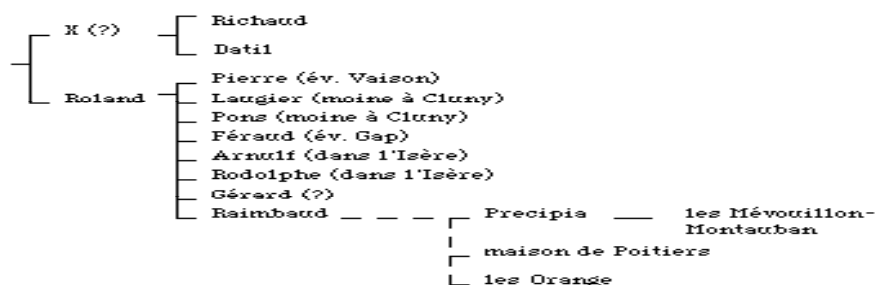 X (?)
Richaud
Datil
Roland
Pierre (év. Vaison)
Laugier (moine à Cluny)
Pons (moine à Cluny)
Féraud (év. Gap)
Arnulf (dans l'Isère)
Rodolphe (dans l'Isère)
Gérard (?)
Raimbaud
Precipia
les Mévouillon-
Montauban
maison de Poitiers
les Orange